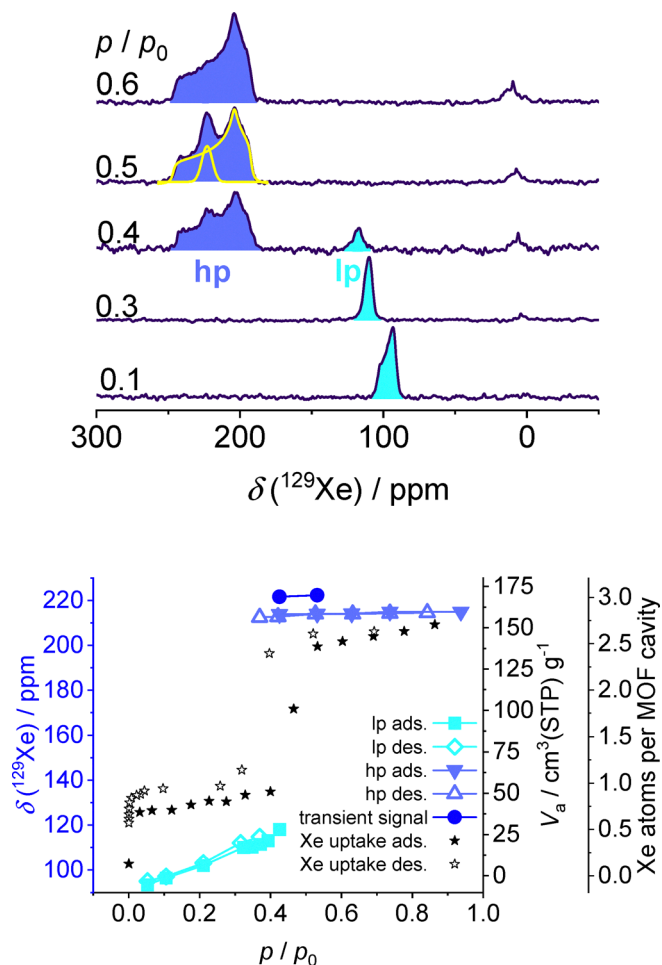 p / p0
0.6
0.5
0.4
hp
lp
0.3
0.1
300
200
100
0
δ (129Xe) / ppm
220
210
200
180
160
140
120
100
δ (129Xe) / ppm
175
150
125
100
75
50
25
0
Va / cm3(STP) g-1
3.0
2.5
2.0
1.5
1.0
0.5
0.0
Xe atoms per MOF cavity
lp ads.
lp des.
hp ads.
hp des.
transient signal
Xe uptake ads.
Xe uptake des.
0.0
0.2
0.4
0.6
0.8
1.0
p / p0